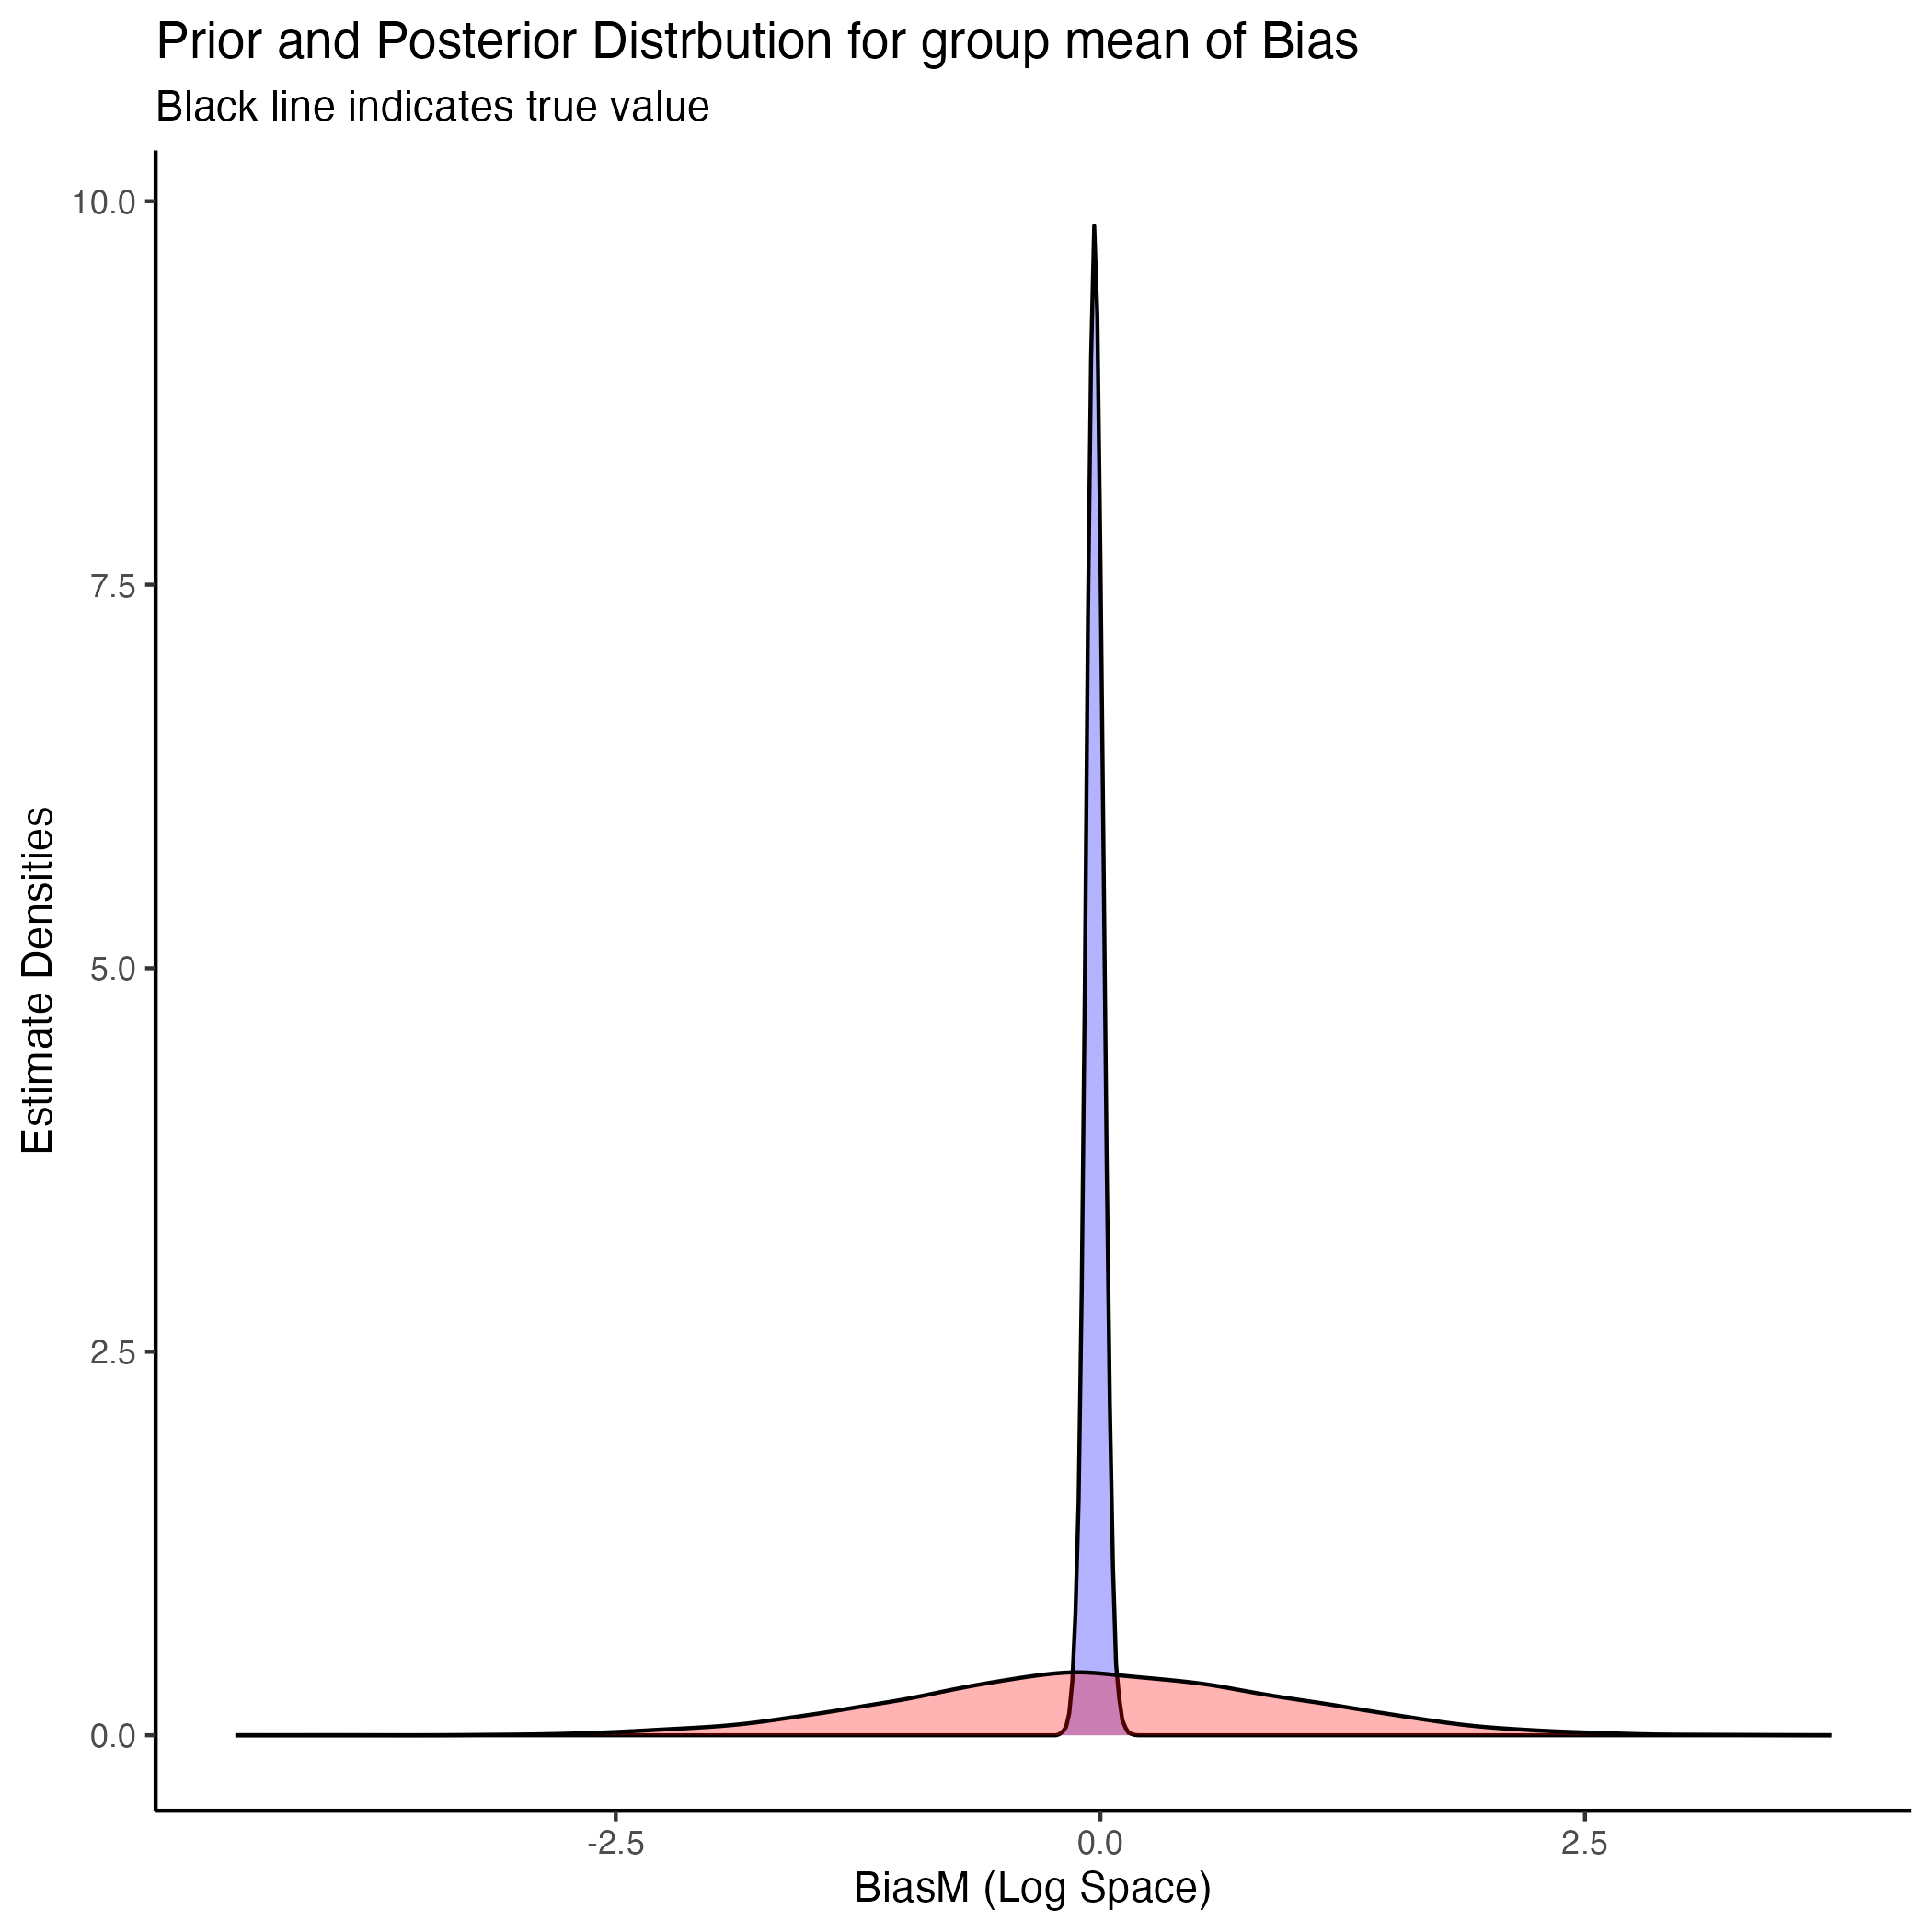 Prior and Posterior Distrbution for group mean of Bias
Black line indicates true value
10.0
7.5
5.0
2.5
0.0
Estimate Densities
-2.5
0.0
2.5
BiasM (Log Space)